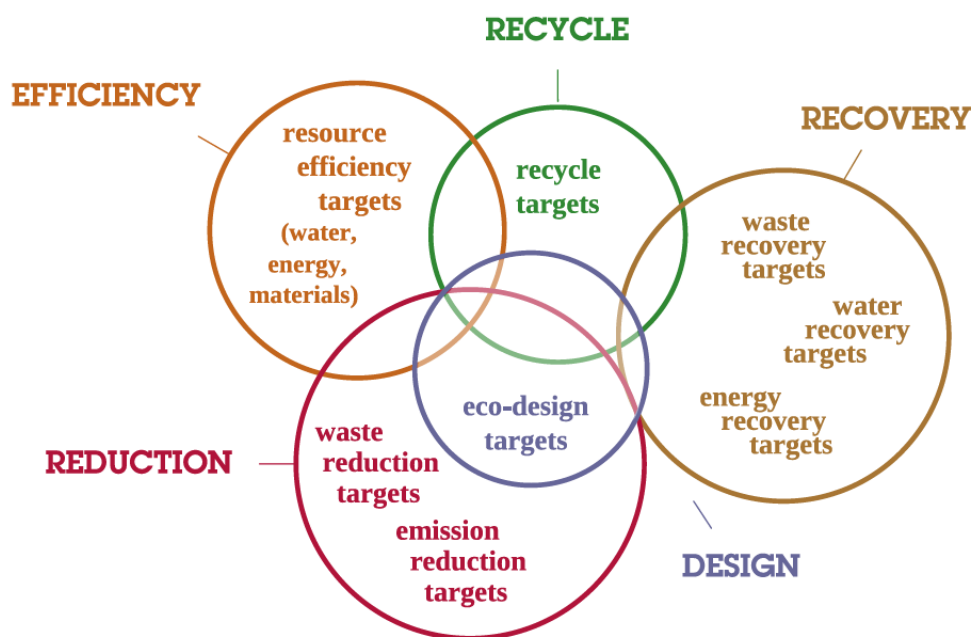 RECYCLE
EFFICIENCY
resource
efficiency
targets
(water,
energy,
materials)
recycle
targets
RECOVERY
waste
recovery
targets
water
recovery
targets
energy
recovery
targets
eco-design
targets
REDUCTION
waste
reduction
targets
emission
reduction
targets
DESIGN